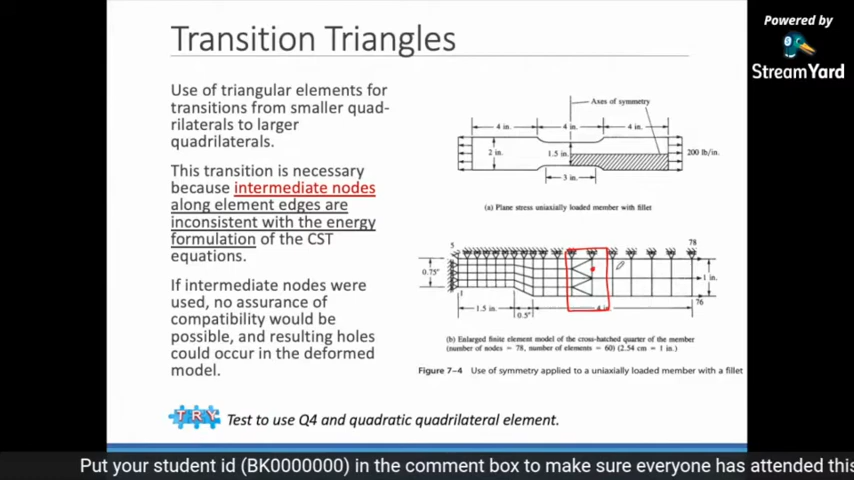 Transition Triangles
Powered by
StreamYard
Use of triangular elements for
transitions from smaller quad-
rilaterals to larger
quadrilaterals.
This transition is necessary
because intermediate nodes
along element edges are
inconsistent with the energy
formulation of the CST
equations.
If intermediate nodes were
used, no assurance of
compatibility would be
possible, and resulting holes
could occur in the deformed
model.
Axes of symmetry
4 in. 4 in. 4 in.
2 in.
1.5 in.
200 lb/in.
3 in.
(a) Plane stress uniaxially loaded member with fillet
5
78
0.75"
1 in.
1
76
1.5 in.
0.5"
(b) Enlarged finite element model of the cross-hatched quarter of the member
(number of nodes = 78, number of elements = 60) (2.54 cm = 1 in.)
Figure 7–4 Use of symmetry applied to a uniaxially loaded member with a fillet
TRY
Test to use Q4 and quadratic quadrilateral element.
Put your student id (BK0000000) in the comment box to make sure everyone has attended this